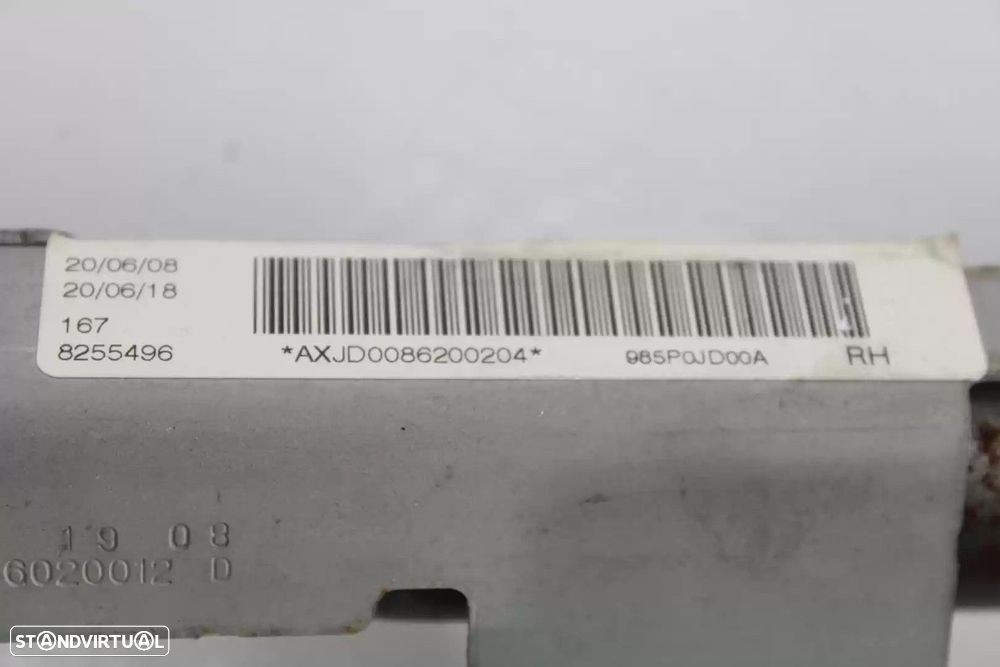 20/06/08
20/06/18
167
8255496
*AXJD0086200204*
985P0JD00A
RH
19 08
6020012 D
STANDVIRTUAL